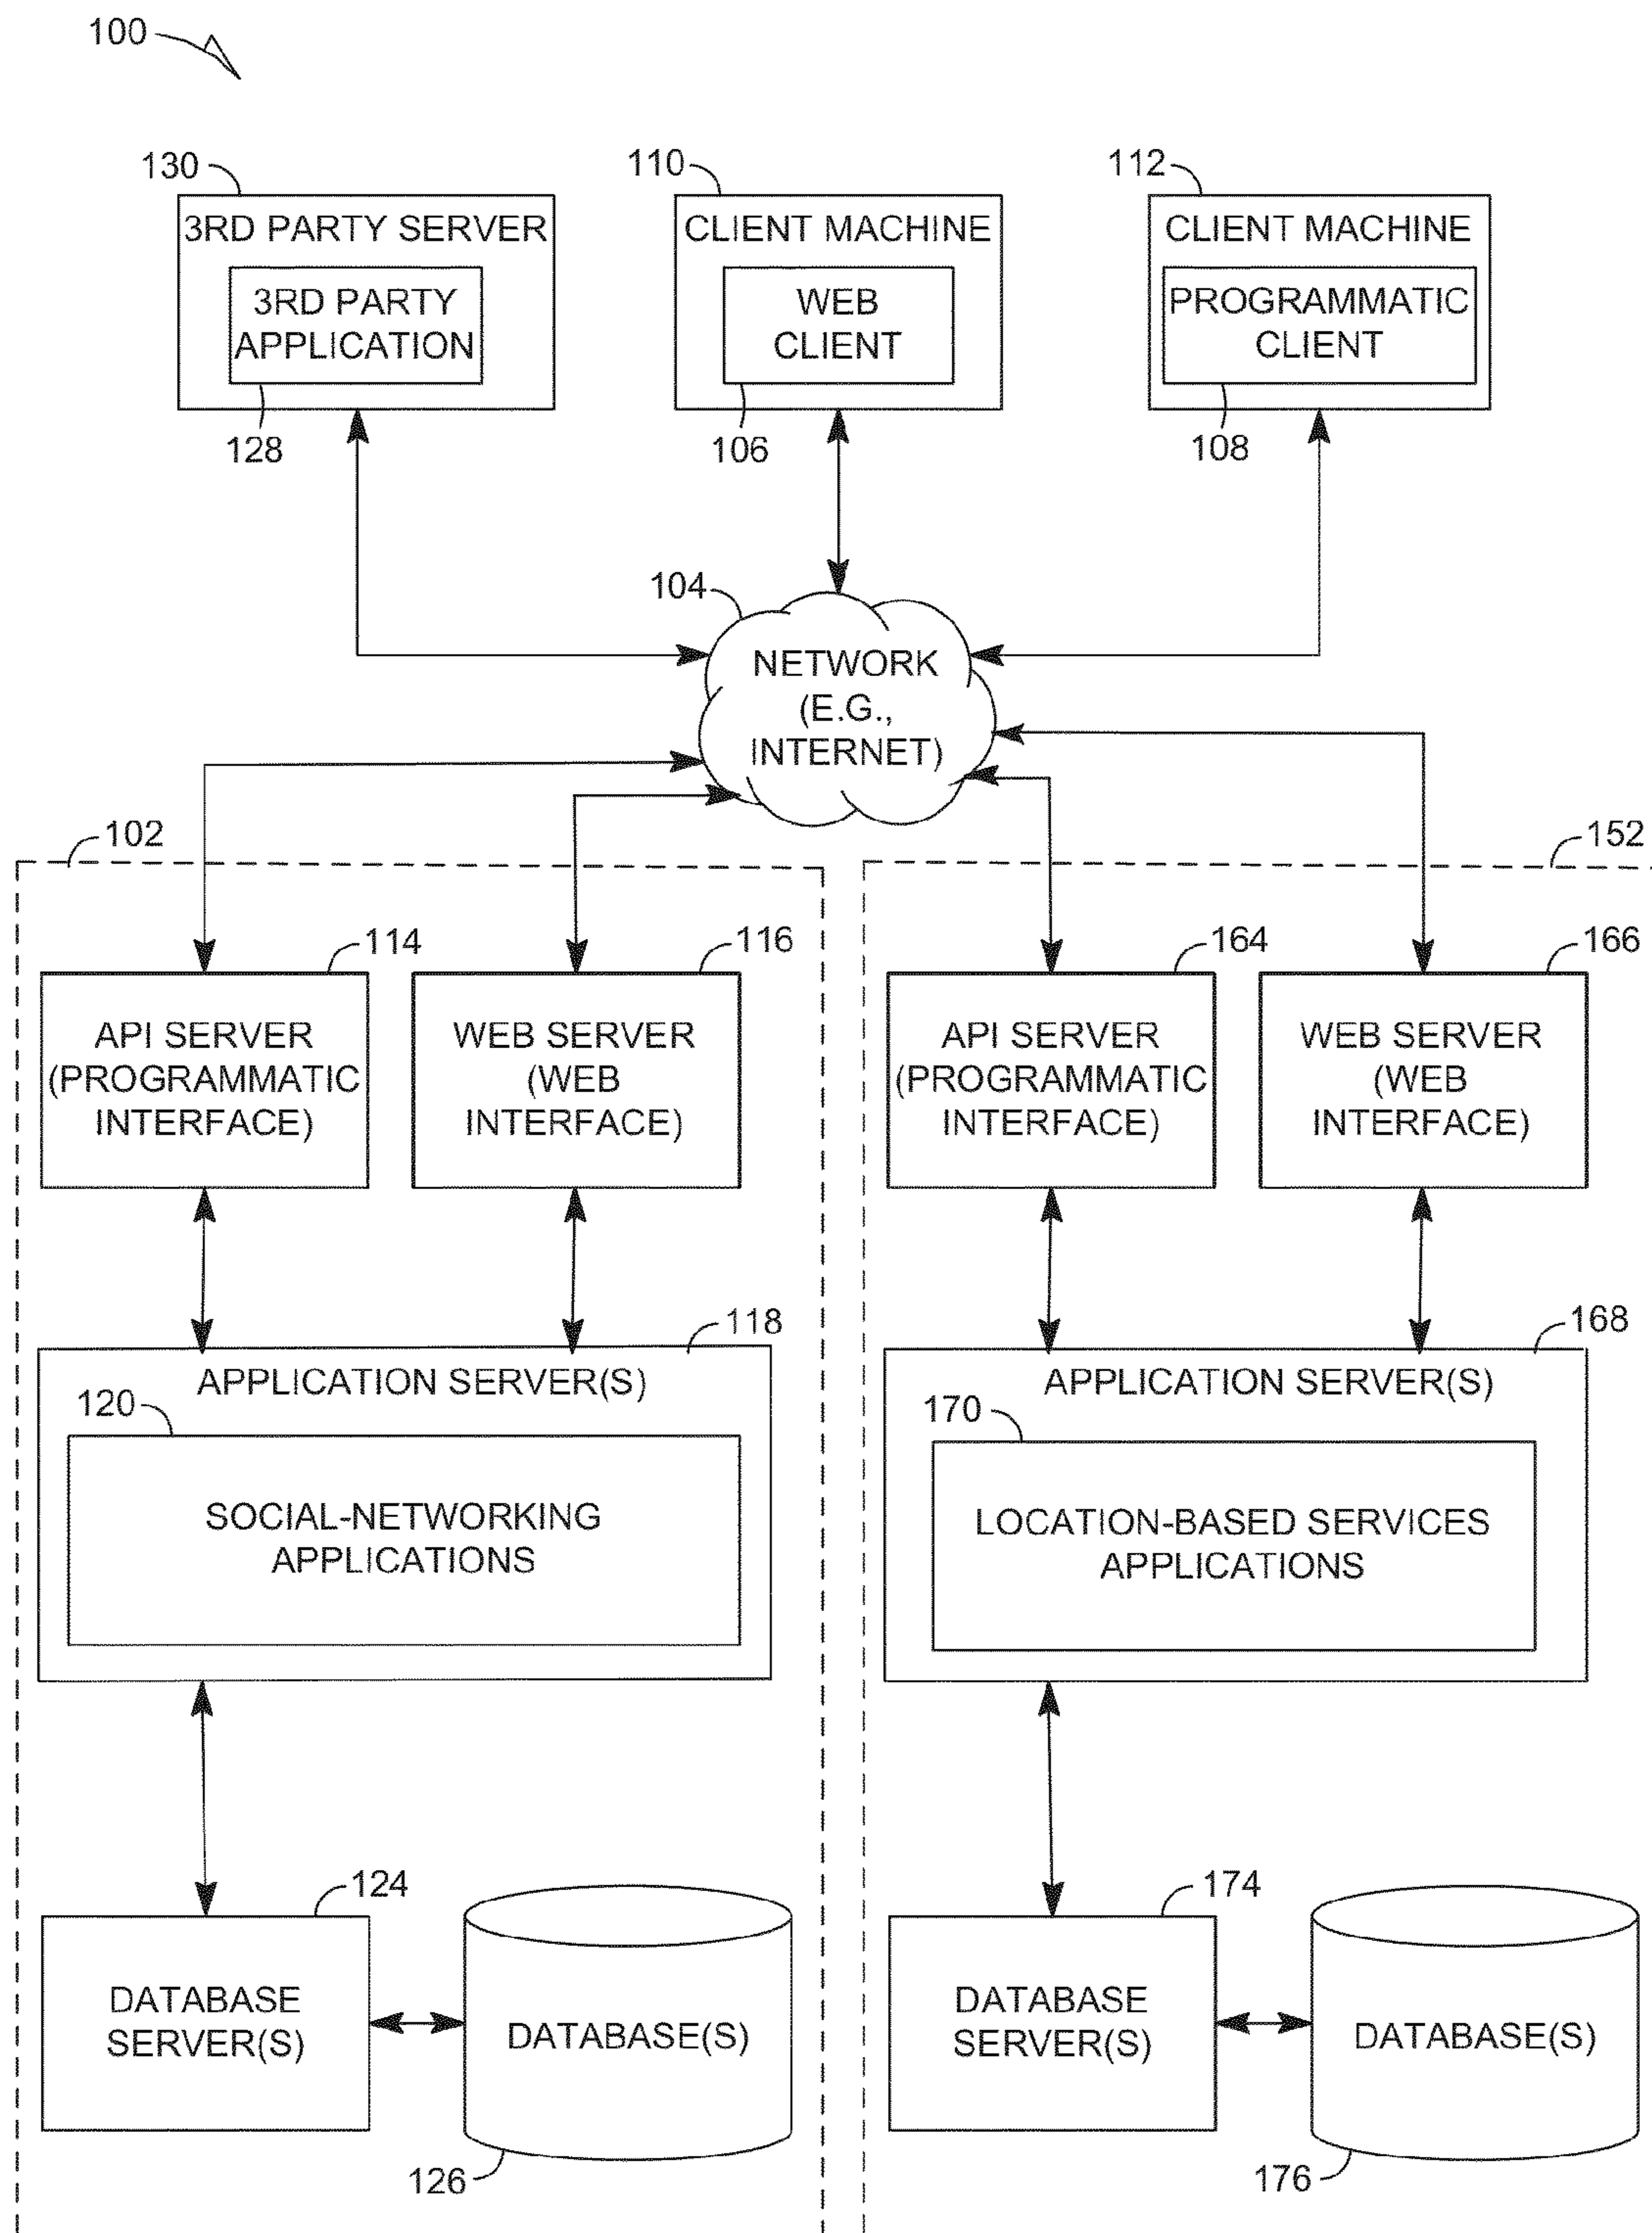 100
130
110
112
3RD PARTY SERVER
CLIENT MACHINE
CLIENT MACHINE
3RD PARTY
APPLICATION
WEB
CLIENT
PROGRAMMATIC
CLIENT
128
106
108
104
NETWORK
(E.G.,
INTERNET)
102
152
114
116
164
166
API SERVER
(PROGRAMMATIC
INTERFACE)
WEB SERVER
(WEB
INTERFACE)
API SERVER
(PROGRAMMATIC
INTERFACE)
WEB SERVER
(WEB
INTERFACE)
118
168
APPLICATION SERVER(S)
APPLICATION SERVER(S)
120
170
SOCIAL-NETWORKING
APPLICATIONS
LOCATION-BASED SERVICES
APPLICATIONS
124
174
DATABASE
SERVER(S)
DATABASE(S)
DATABASE
SERVER(S)
DATABASE(S)
126
176